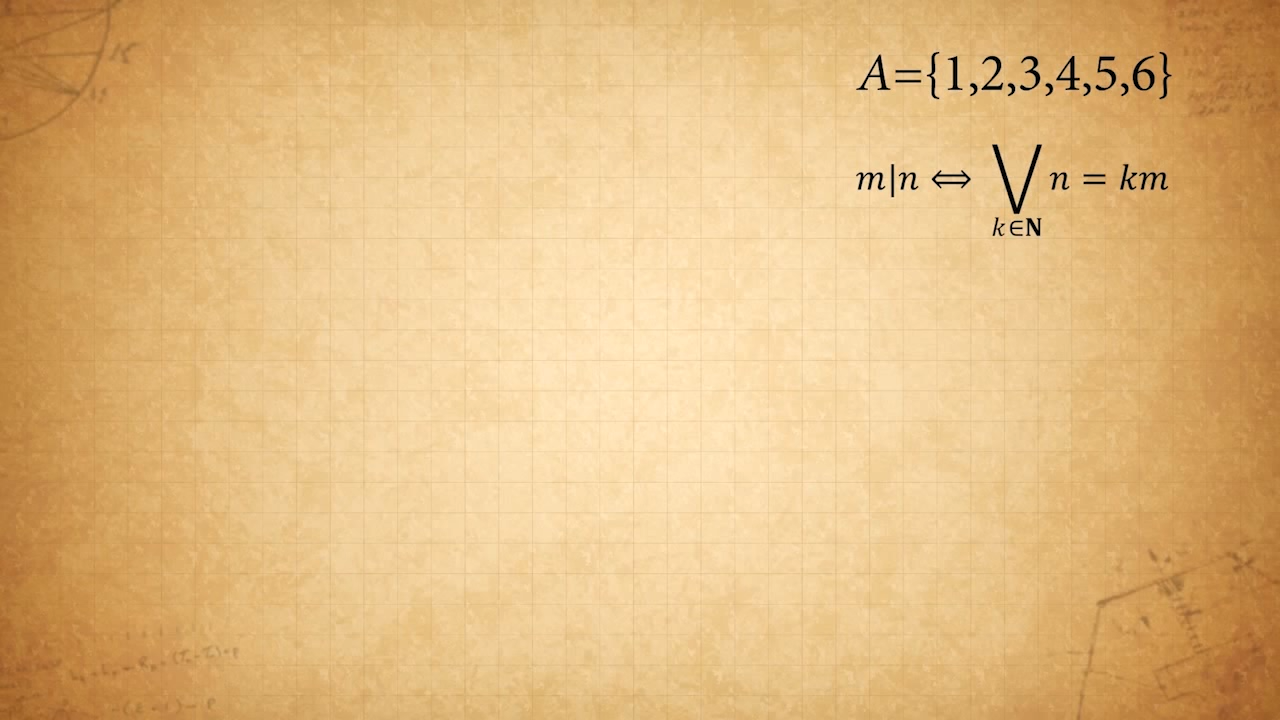 A={1,2,3,4,5,6}
m|n ⟺ ⋁ n = km
k∈N